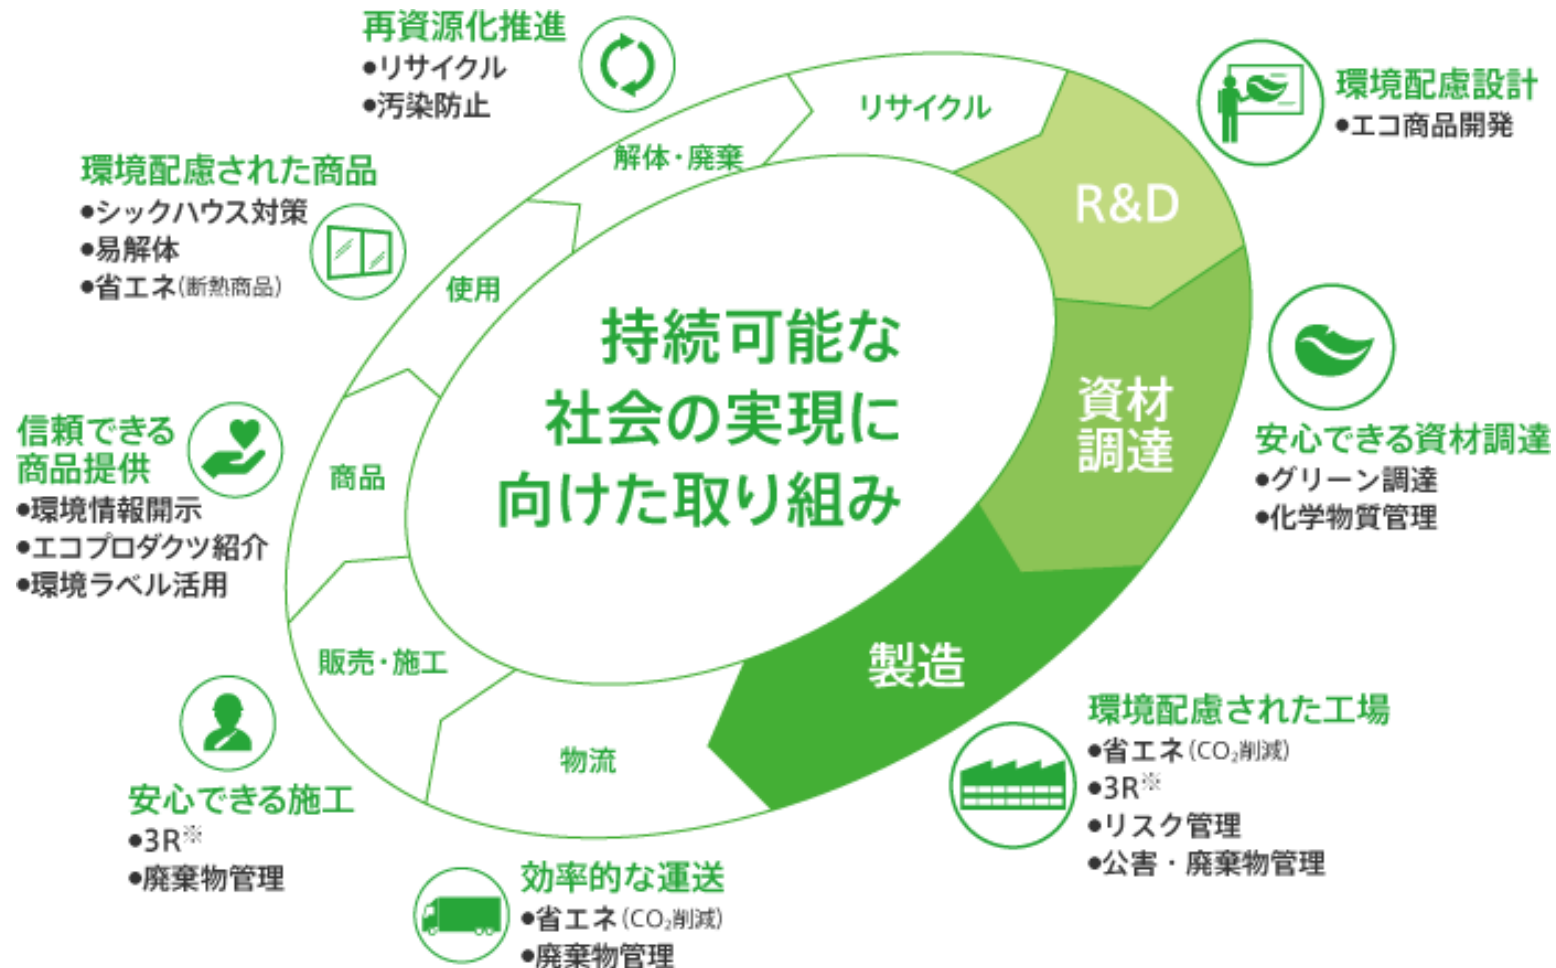 再資源化推進
●リサイクル
●汚染防止
リサイクル
環境配慮設計
●エコ商品開発
解体・廃棄
環境配慮された商品
●シックハウス対策
●易解体
●省エネ(断熱商品)
R&D
使用
持続可能な
社会の実現に
向けた取り組み
資材
調達
安心できる資材調達
●グリーン調達
●化学物質管理
信頼できる
商品提供
●環境情報開示
●エコプロダクツ紹介
●環境ラベル活用
商品
製造
販売・施工
環境配慮された工場
●省エネ(CO₂削減)
●3R※
●リスク管理
●公害・廃棄物管理
物流
安心できる施工
●3R※
●廃棄物管理
効率的な運送
●省エネ(CO₂削減)
●廃棄物管理